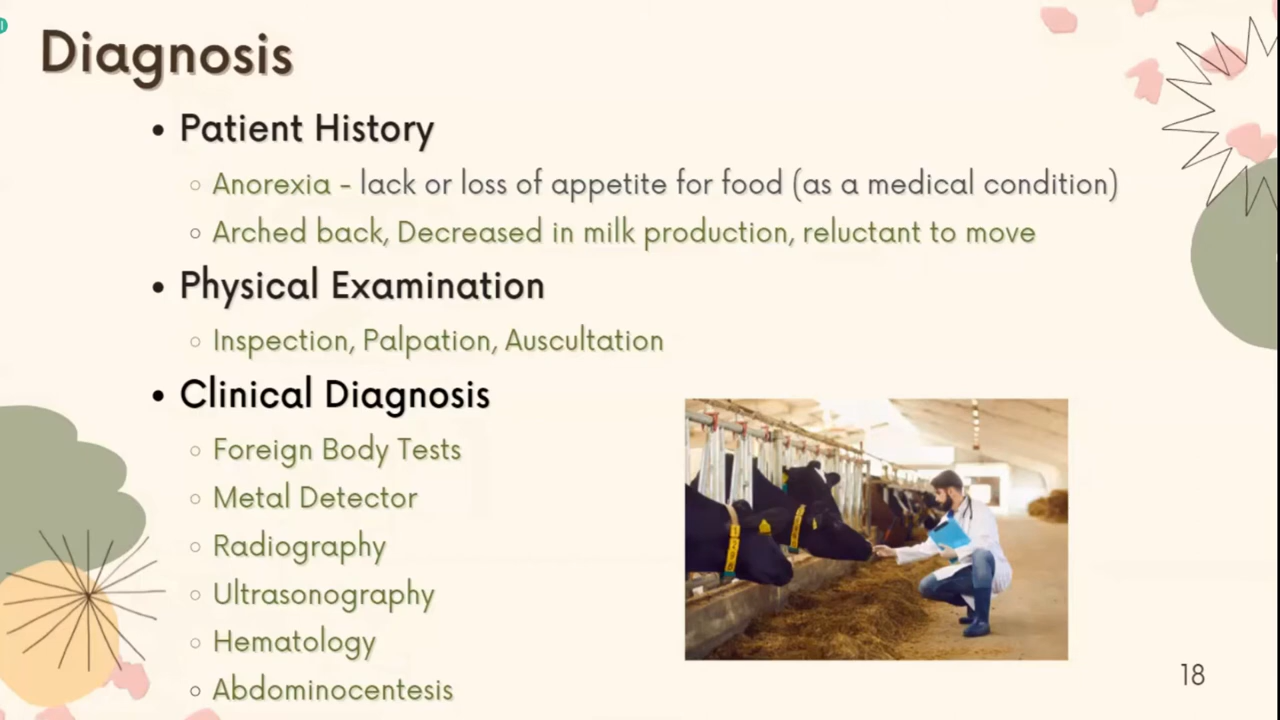 Diagnosis
Patient History
Anorexia - lack or loss of appetite for food (as a medical condition)
Arched back, Decreased in milk production, reluctant to move
Physical Examination
Inspection, Palpation, Auscultation
Clinical Diagnosis
Foreign Body Tests
Metal Detector
Radiography
Ultrasonography
Hematology
Abdominocentesis
18